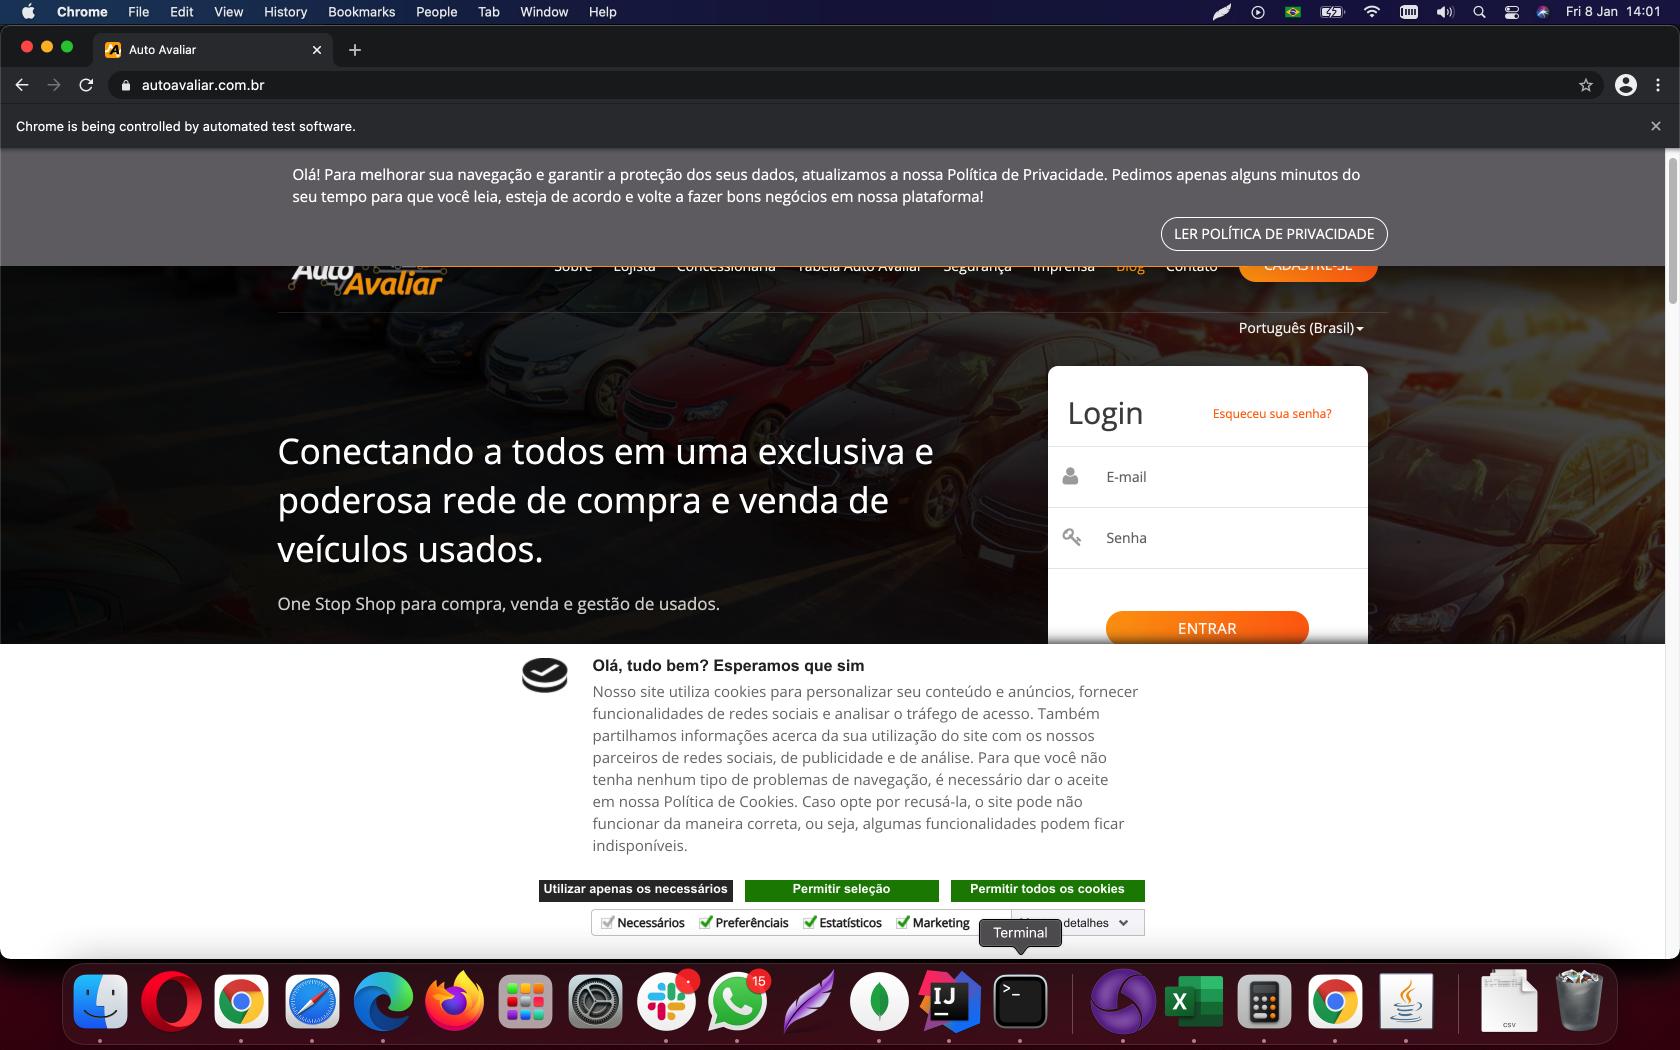 Chrome File Edit View History Bookmarks People Tab Window Help Fri 8 Jan 14:01
Auto Avaliar
autoavaliar.com.br
Chrome is being controlled by automated test software.
Olá! Para melhorar sua navegação e garantir a proteção dos seus dados, atualizamos a nossa Política de Privacidade. Pedimos apenas alguns minutos do
seu tempo para que você leia, esteja de acordo e volte a fazer bons negócios em nossa plataforma!
LER POLÍTICA DE PRIVACIDADE
Auto
Avaliar
Sobre Lojista Concessionária Tabela Auto Avaliar Segurança Imprensa Blog Contato CADASTRE-SE
Português (Brasil)
Login Esqueceu sua senha?
E-mail
Senha
ENTRAR
Conectando a todos em uma exclusiva e
poderosa rede de compra e venda de
veículos usados.
One Stop Shop para compra, venda e gestão de usados.
Olá, tudo bem? Esperamos que sim
Nosso site utiliza cookies para personalizar seu conteúdo e anúncios, fornecer
funcionalidades de redes sociais e analisar o tráfego de acesso. Também
partilhamos informações acerca da sua utilização do site com os nossos
parceiros de redes sociais, de publicidade e de análise. Para que você não
tenha nenhum tipo de problemas de navegação, é necessário dar o aceite
em nossa Política de Cookies. Caso opte por recusá-la, o site pode não
funcionar da maneira correta, ou seja, algumas funcionalidades podem ficar
indisponíveis.
Utilizar apenas os necessários Permitir seleção Permitir todos os cookies
Necessários Preferênciais Estatísticos Marketing detalhes
Terminal
15
IJ
>_
X
CSV